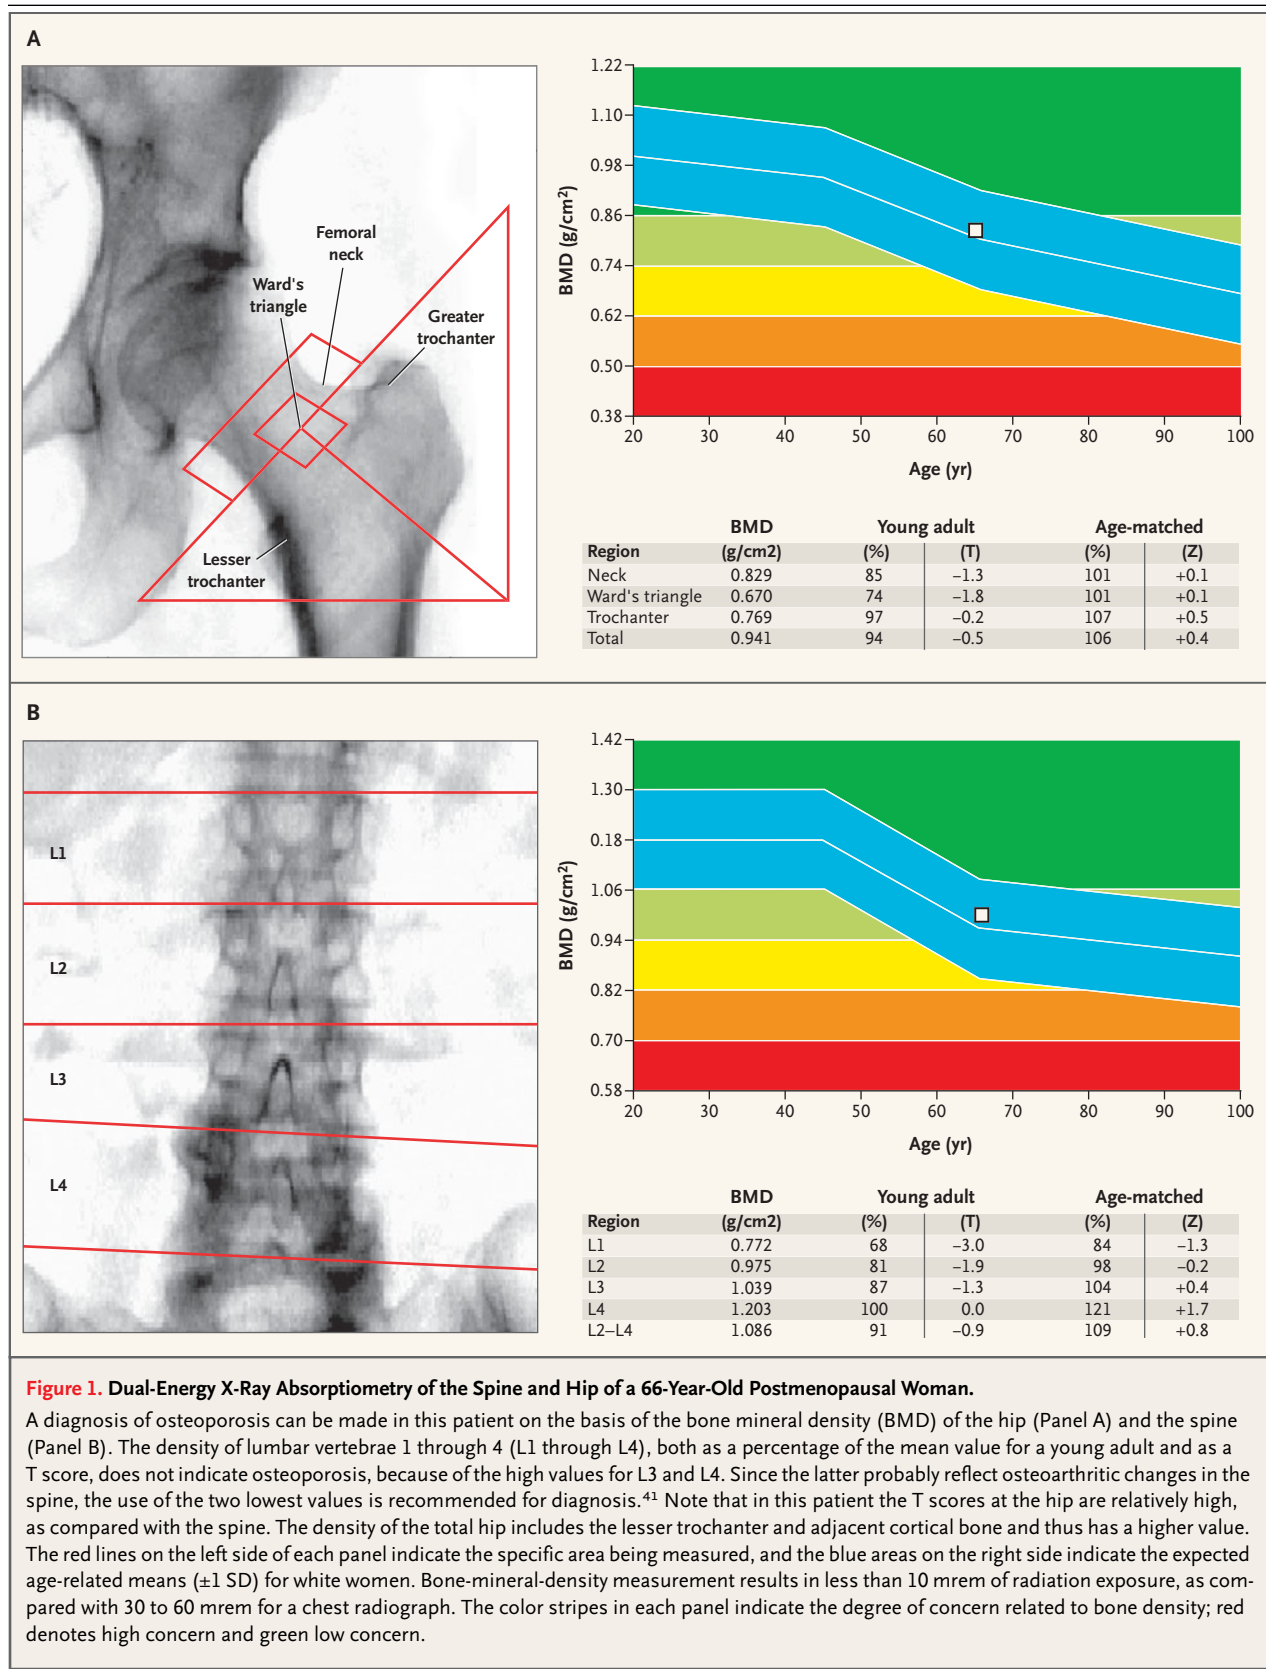 A
Femoral
neck
Ward's
triangle
Greater
trochanter
Lesser
trochanter
BMD (g/cm²)
1.22
1.10
0.98
0.86
0.74
0.62
0.50
0.38
20 30 40 50 60 70 80 90 100
Age (yr)
BMD Young adult Age-matched
Region (g/cm2) (%) (T) (%) (Z)
Neck 0.829 85 –1.3 101 +0.1
Ward's triangle 0.670 74 –1.8 101 +0.1
Trochanter 0.769 97 –0.2 107 +0.5
Total 0.941 94 –0.5 106 +0.4
B
L1
L2
L3
L4
BMD (g/cm²)
1.42
1.30
0.18
1.06
0.94
0.82
0.70
0.58
20 30 40 50 60 70 80 90 100
Age (yr)
BMD Young adult Age-matched
Region (g/cm2) (%) (T) (%) (Z)
L1 0.772 68 –3.0 84 –1.3
L2 0.975 81 –1.9 98 –0.2
L3 1.039 87 –1.3 104 +0.4
L4 1.203 100 0.0 121 +1.7
L2–L4 1.086 91 –0.9 109 +0.8
Figure 1. Dual-Energy X-Ray Absorptiometry of the Spine and Hip of a 66-Year-Old Postmenopausal Woman.
A diagnosis of osteoporosis can be made in this patient on the basis of the bone mineral density (BMD) of the hip (Panel A) and the spine
(Panel B). The density of lumbar vertebrae 1 through 4 (L1 through L4), both as a percentage of the mean value for a young adult and as a
T score, does not indicate osteoporosis, because of the high values for L3 and L4. Since the latter probably reflect osteoarthritic changes in the
spine, the use of the two lowest values is recommended for diagnosis.⁴¹ Note that in this patient the T scores at the hip are relatively high,
as compared with the spine. The density of the total hip includes the lesser trochanter and adjacent cortical bone and thus has a higher value.
The red lines on the left side of each panel indicate the specific area being measured, and the blue areas on the right side indicate the expected
age-related means (±1 SD) for white women. Bone-mineral-density measurement results in less than 10 mrem of radiation exposure, as com-
pared with 30 to 60 mrem for a chest radiograph. The color stripes in each panel indicate the degree of concern related to bone density; red
denotes high concern and green low concern.